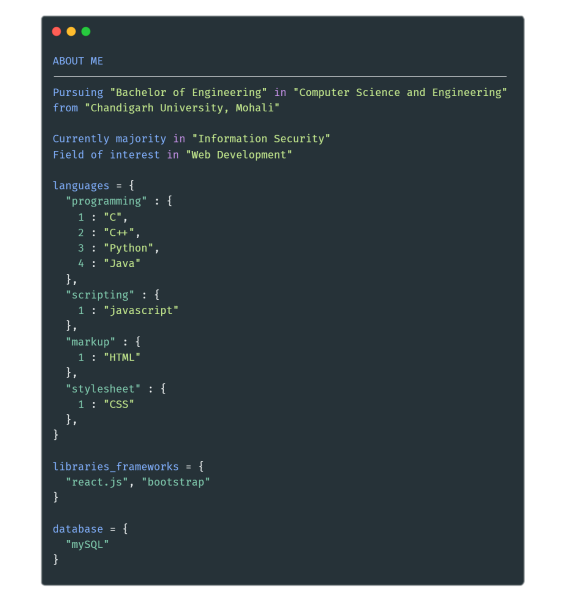 ABOUT ME
Pursuing "Bachelor of Engineering" in "Computer Science and Engineering"
from "Chandigarh University, Mohali"
Currently majority in "Information Security"
Field of interest in "Web Development"
languages = {
"programming" : {
1 : "C",
2 : "C++",
3 : "Python",
4 : "Java"
},
"scripting" : {
1 : "javascript"
},
"markup" : {
1 : "HTML"
},
"stylesheet" : {
1 : "CSS"
},
}
libraries_frameworks = {
"react.js", "bootstrap"
}
database = {
"mySQL"
}